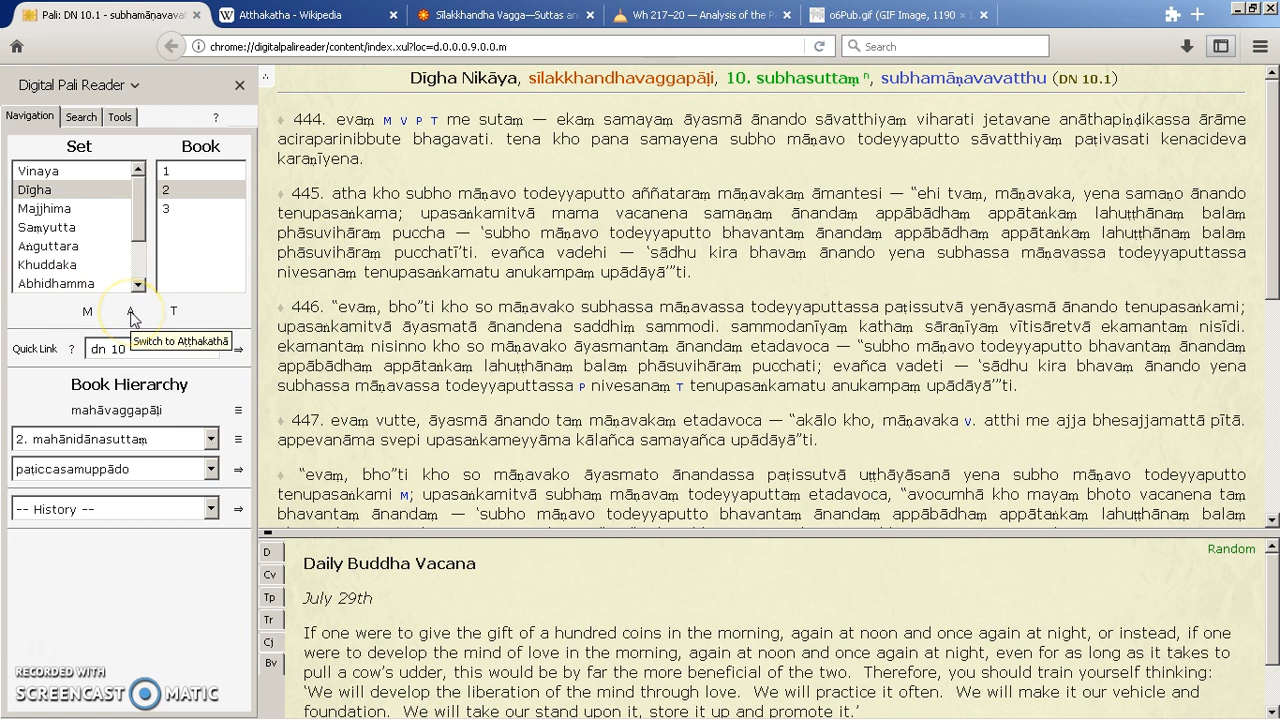 Pali: DN 10.1 - subhamāṇavavat
Atthakatha - Wikipedia
Sīlakkhandha Vagga—Suttas an
Wh 217–20 — Analysis of the Pa
o6Pub.gif (GIF Image, 1190 ×
chrome://digitalpalireader/content/index.xul?loc=d.0.0.0.9.0.0.m
Search
Digital Pali Reader
Navigation Search Tools ?
Set Book
Vinaya
Dīgha
Majjhima
Saṃyutta
Aṅguttara
Khuddaka
Abhidhamma
1
2
3
M A T
Switch to Aṭṭhakathā
Quick Link ? dn 10
Book Hierarchy
mahāvaggapāḷi
2. mahānidānasuttaṃ
paṭiccasamuppādo
-- History --
RECORDED WITH
SCREENCAST MATIC
Dīgha Nikāya, sīlakkhandhavaggapāḷi, 10. subhasuttaṃ n, subhamāṇavavatthu (DN 10.1)
444. evaṃ M V P T me sutaṃ — ekaṃ samayaṃ āyasmā ānando sāvatthiyaṃ viharati jetavane anāthapiṇḍikassa ārāme
aciraparinibbute bhagavati. tena kho pana samayena subho māṇavo todeyyaputto sāvatthiyaṃ paṭivasati kenacideva
karaṇīyena.
445. atha kho subho māṇavo todeyyaputto aññataraṃ māṇavakaṃ āmantesi — “ehi tvaṃ, māṇavaka, yena samaṇo ānando
tenupasaṅkama; upasaṅkamitvā mama vacanena samaṇaṃ ānandaṃ appābādhaṃ appātaṅkaṃ lahuṭṭhānaṃ balaṃ
phāsuvihāraṃ puccha — ‘subho māṇavo todeyyaputto bhavantaṃ ānandaṃ appābādhaṃ appātaṅkaṃ lahuṭṭhānaṃ balaṃ
phāsuvihāraṃ pucchatī’ti. evañca vadehi — ‘sādhu kira bhavaṃ ānando yena subhassa māṇavassa todeyyaputtassa
nivesanaṃ tenupasaṅkamatu anukampaṃ upādāyā’”ti.
446. “evaṃ, bho”ti kho so māṇavako subhassa māṇavassa todeyyaputtassa paṭissutvā yenāyasmā ānando tenupasaṅkami;
upasaṅkamitvā āyasmatā ānandena saddhiṃ sammodi. sammodanīyaṃ kathaṃ sāraṇīyaṃ vītisāretvā ekamantaṃ nisīdi.
ekamantaṃ nisinno kho so māṇavako āyasmantaṃ ānandaṃ etadavoca — “subho māṇavo todeyyaputto bhavantaṃ ānandaṃ
appābādhaṃ appātaṅkaṃ lahuṭṭhānaṃ balaṃ phāsuvihāraṃ pucchati; evañca vadeti — ‘sādhu kira bhavaṃ ānando yena
subhassa māṇavassa todeyyaputtassa P nivesanaṃ T tenupasaṅkamatu anukampaṃ upādāyā’”ti.
447. evaṃ vutte, āyasmā ānando taṃ māṇavakaṃ etadavoca — “akālo kho, māṇavaka V. atthi me ajja bhesajjamattā pītā.
appevanāma svepi upasaṅkameyyāma kālañca samayañca upādāyā”ti.
“evaṃ, bho”ti kho so māṇavako āyasmato ānandassa paṭissutvā uṭṭhāyāsanā yena subho māṇavo todeyyaputto
tenupasaṅkami M; upasaṅkamitvā subhaṃ māṇavaṃ todeyyaputtaṃ etadavoca, “avocumhā kho mayaṃ bhoto vacanena taṃ
bhavantaṃ ānandaṃ — ‘subho māṇavo todeyyaputto bhavantaṃ ānandaṃ appābādhaṃ appātaṅkaṃ lahuṭṭhānaṃ balaṃ
D
Cv
Tp
Tr
Cj
Bv
Random
Daily Buddha Vacana
July 29th
If one were to give the gift of a hundred coins in the morning, again at noon and once again at night, or instead, if one
were to develop the mind of love in the morning, again at noon and once again at night, even for as long as it takes to
pull a cow’s udder, this would be by far the more beneficial of the two. Therefore, you should train yourself thinking:
‘We will develop the liberation of the mind through love. We will practice it often. We will make it our vehicle and
foundation. We will take our stand upon it, store it up and promote it.’